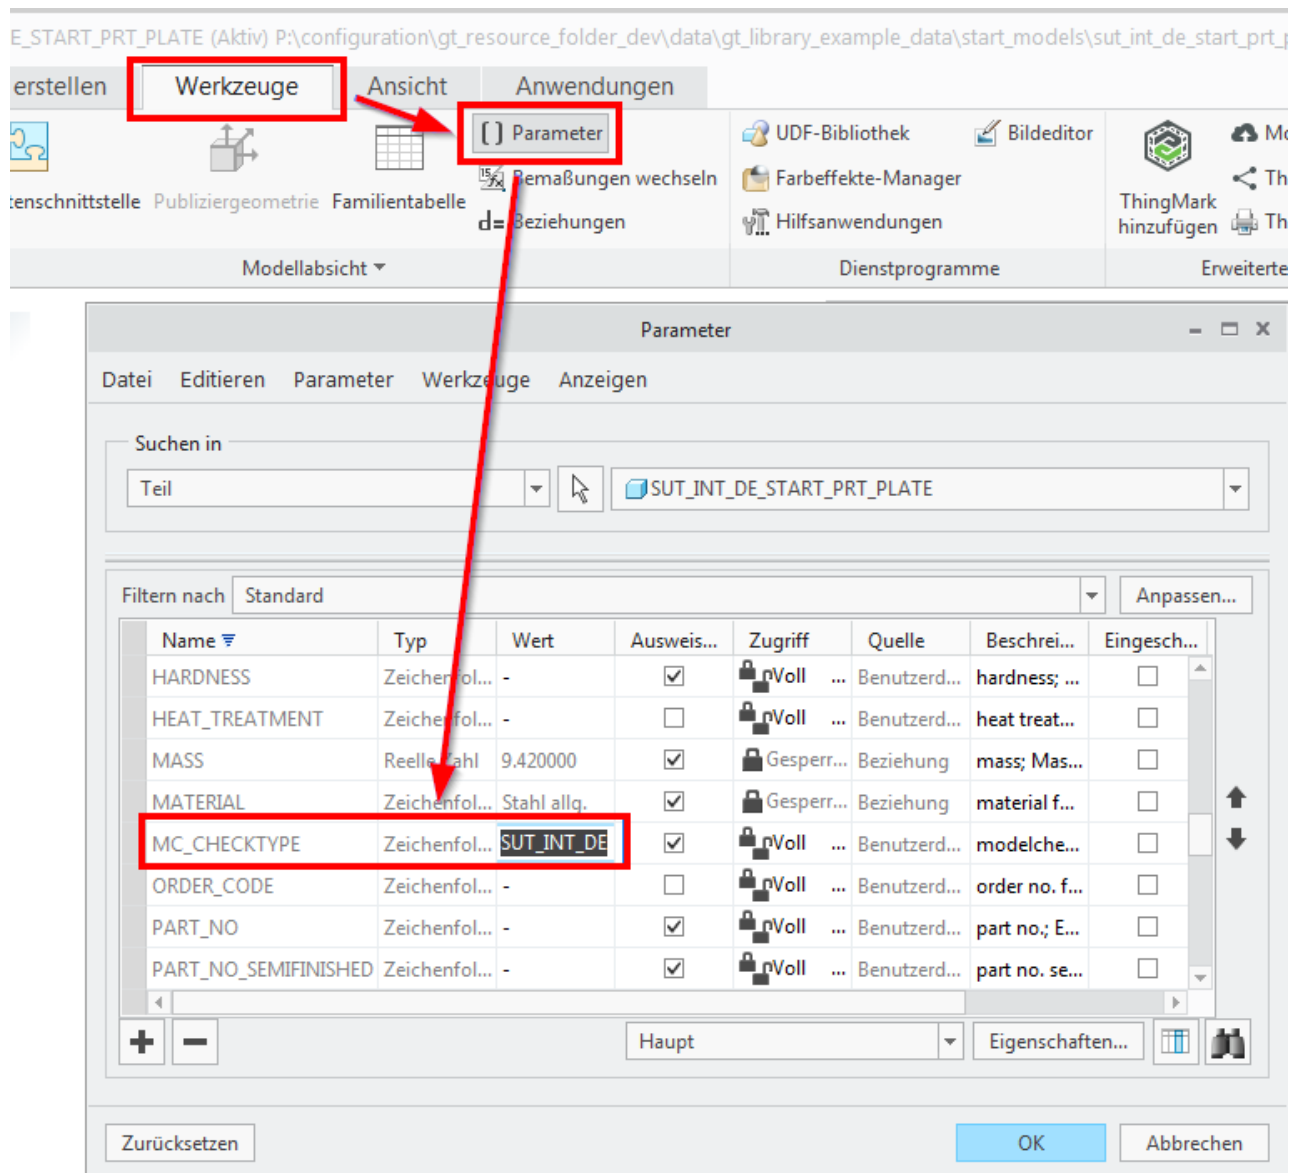 E_START_PRT_PLATE (Aktiv) P:\configuration\gt_resource_folder_dev\data\gt_library_example_data\start_models\sut_int_de_start_prt_p
erstellen Werkzeuge Ansicht Anwendungen
[ ] Parameter UDF-Bibliothek Bildeditor Mo
Bemaßungen wechseln Farbeffekte-Manager Th
tenschnittstelle Publiziergeometrie Familientabelle ThingMark hinzufügen
d= Beziehungen Hilfsanwendungen Th
Modellabsicht Dienstprogramme Erweiterte
Parameter
Datei Editieren Parameter Werkzeuge Anzeigen
Suchen in
Teil SUT_INT_DE_START_PRT_PLATE
Filtern nach Standard Anpassen...
Name Typ Wert Ausweis... Zugriff Quelle Beschrei... Eingesch...
HARDNESS Zeichenfol... - Voll ... Benutzerd... hardness; ...
HEAT_TREATMENT Zeichenfol... - Voll ... Benutzerd... heat treat...
MASS Reelle Zahl 9.420000 Gesperr... Beziehung mass; Mas...
MATERIAL Zeichenfol... Stahl allg. Gesperr... Beziehung material f...
MC_CHECKTYPE Zeichenfol... SUT_INT_DE Voll ... Benutzerd... modelche...
ORDER_CODE Zeichenfol... - Voll ... Benutzerd... order no. f...
PART_NO Zeichenfol... - Voll ... Benutzerd... part no.; E...
PART_NO_SEMIFINISHED Zeichenfol... - Voll ... Benutzerd... part no. se...
Haupt Eigenschaften...
Zurücksetzen OK Abbrechen